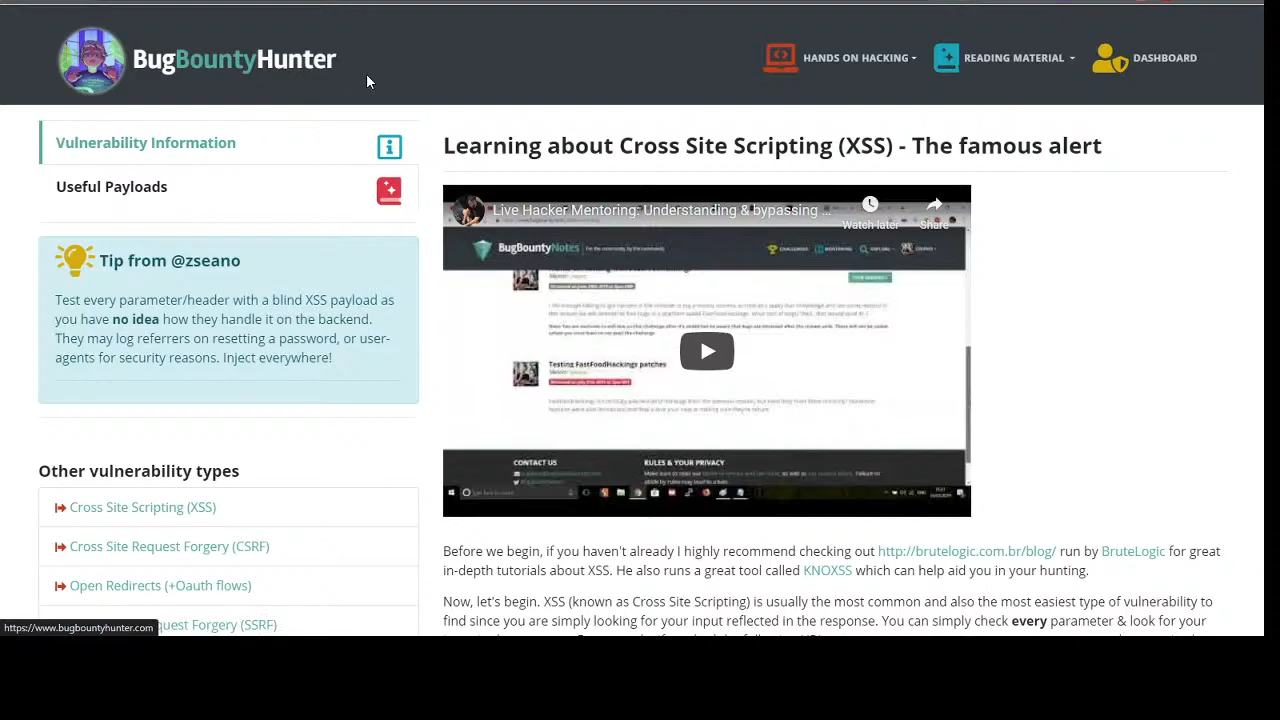 BugBountyHunter
HANDS ON HACKING
READING MATERIAL
DASHBOARD
Vulnerability Information
Useful Payloads
Tip from @zseano
Test every parameter/header with a blind XSS payload as
you have no idea how they handle it on the backend.
They may log referrers on resetting a password, or user-
agents for security reasons. Inject everywhere!
Other vulnerability types
Cross Site Scripting (XSS)
Cross Site Request Forgery (CSRF)
Open Redirects (+Oauth flows)
quest Forgery (SSRF)
https://www.bugbountyhunter.com
Learning about Cross Site Scripting (XSS) - The famous alert
Live Hacker Mentoring: Understanding & bypassing ...
Watch later
Share
BugBountyNotes
Testing FastFoodHackings patches
CONTACT US
RULES & YOUR PRIVACY
Before we begin, if you haven't already I highly recommend checking out http://brutelogic.com.br/blog/ run by BruteLogic for great
in-depth tutorials about XSS. He also runs a great tool called KNOXSS which can help aid you in your hunting.
Now, let's begin. XSS (known as Cross Site Scripting) is usually the most common and also the most easiest type of vulnerability to
find since you are simply looking for your input reflected in the response. You can simply check every parameter & look for your